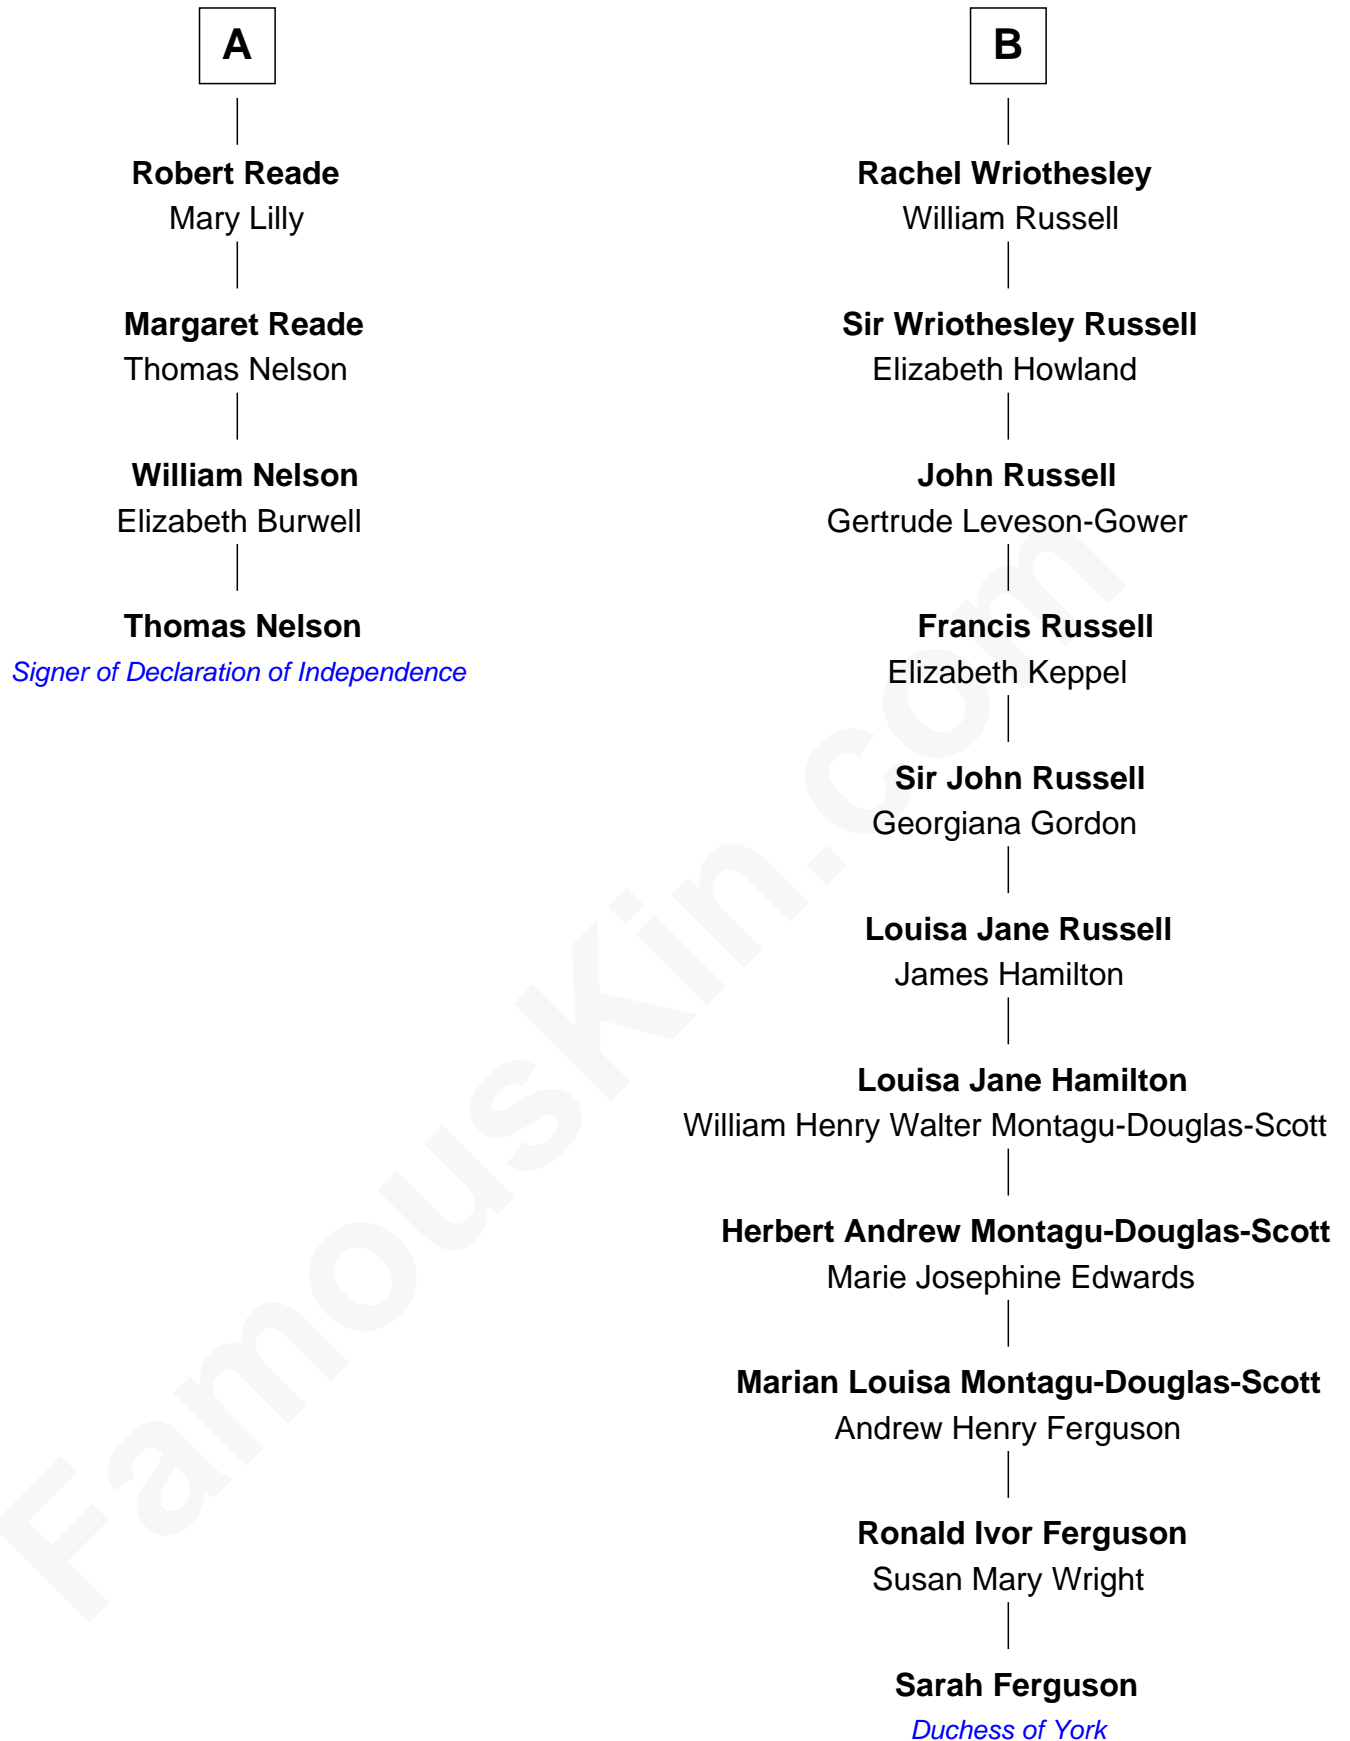 A
Robert Reade
Mary Lilly
Margaret Reade
Thomas Nelson
William Nelson
Elizabeth Burwell
Thomas Nelson
Signer of Declaration of Independence
B
Rachel Wriothesley
William Russell
Sir Wriothesley Russell
Elizabeth Howland
John Russell
Gertrude Leveson-Gower
Francis Russell
Elizabeth Keppel
Sir John Russell
Georgiana Gordon
Louisa Jane Russell
James Hamilton
Louisa Jane Hamilton
William Henry Walter Montagu-Douglas-Scott
Herbert Andrew Montagu-Douglas-Scott
Marie Josephine Edwards
Marian Louisa Montagu-Douglas-Scott
Andrew Henry Ferguson
Ronald Ivor Ferguson
Susan Mary Wright
Sarah Ferguson
Duchess of York
FamousKin.com